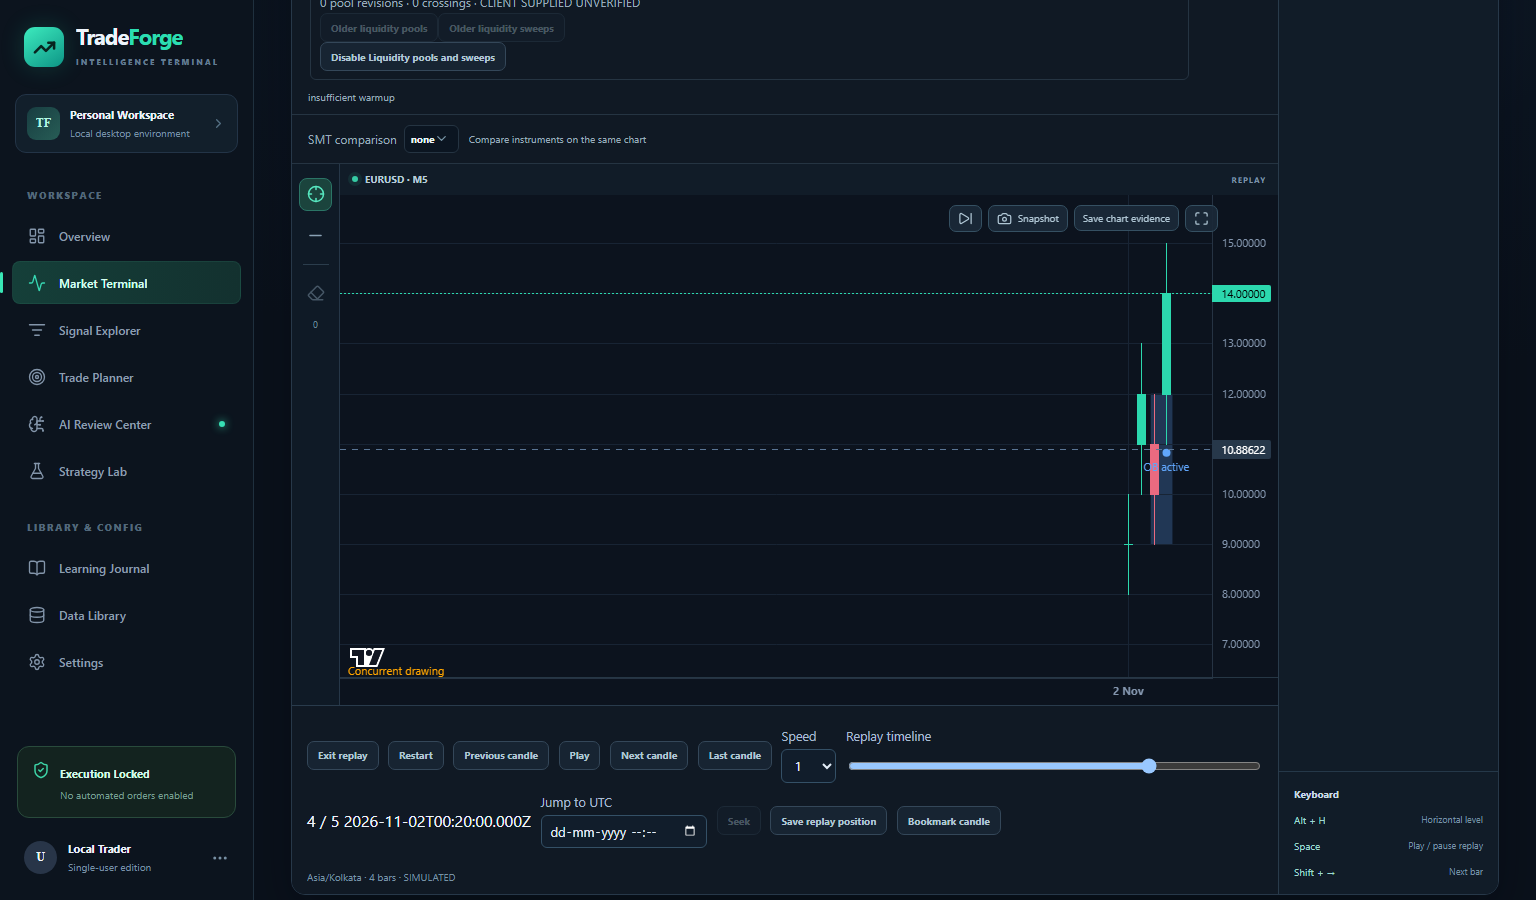 TradeForge
INTELLIGENCE TERMINAL
TF
Personal Workspace
Local desktop environment
WORKSPACE
Overview
Market Terminal
Signal Explorer
Trade Planner
AI Review Center
Strategy Lab
LIBRARY & CONFIG
Learning Journal
Data Library
Settings
Execution Locked
No automated orders enabled
U
Local Trader
Single-user edition
0 pool revisions · 0 crossings · CLIENT SUPPLIED UNVERIFIED
Older liquidity pools
Older liquidity sweeps
Disable Liquidity pools and sweeps
insufficient warmup
SMT comparison
none
Compare instruments on the same chart
EURUSD · M5
REPLAY
Snapshot
Save chart evidence
0
15.00000
14.00000
13.00000
12.00000
10.88622
active
10.00000
9.00000
8.00000
7.00000
Concurrent drawing
2 Nov
Exit replay
Restart
Previous candle
Play
Next candle
Last candle
Speed
1
Replay timeline
4 / 5 2026-11-02T00:20:00.000Z
Jump to UTC
dd-mm-yyyy --:--
Seek
Save replay position
Bookmark candle
Asia/Kolkata · 4 bars · SIMULATED
Keyboard
Alt + H
Horizontal level
Space
Play / pause replay
Shift + →
Next bar